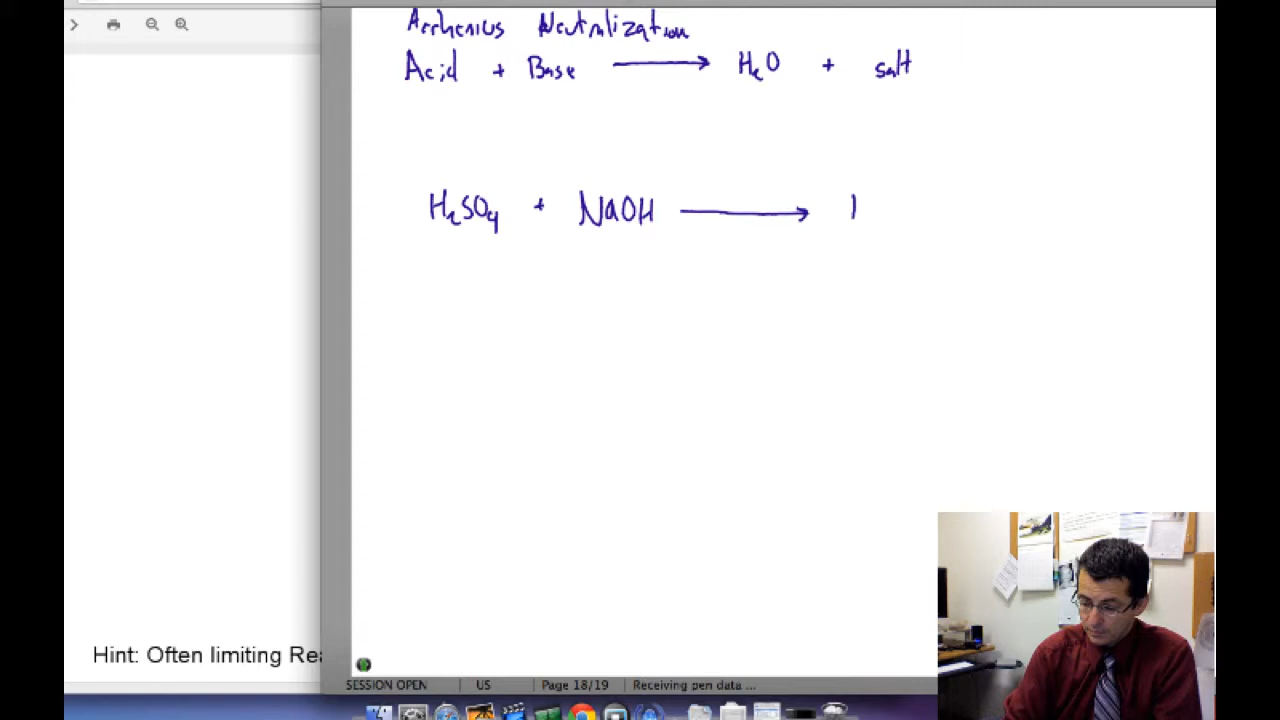 Arrhenius Neutralization
Acid + Base ⟶ H₂O + salt
H₂SO₄ + NaOH ⟶
Hint: Often limiting Rea
SESSION OPEN US Page 18/19 Receiving pen data ...